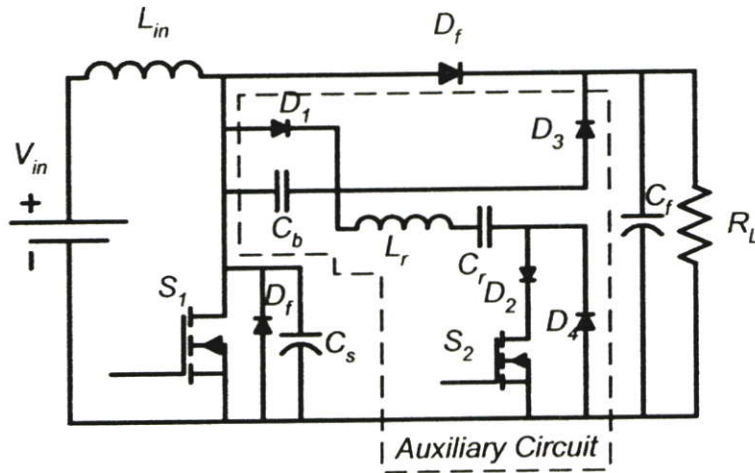 L_in
D_f
D_1
D_3
V_in
+
-
C_b
L_r
C_r
C_f
R_L
S_1
D_f
C_s
D_2
S_2
D_4
Auxiliary Circuit